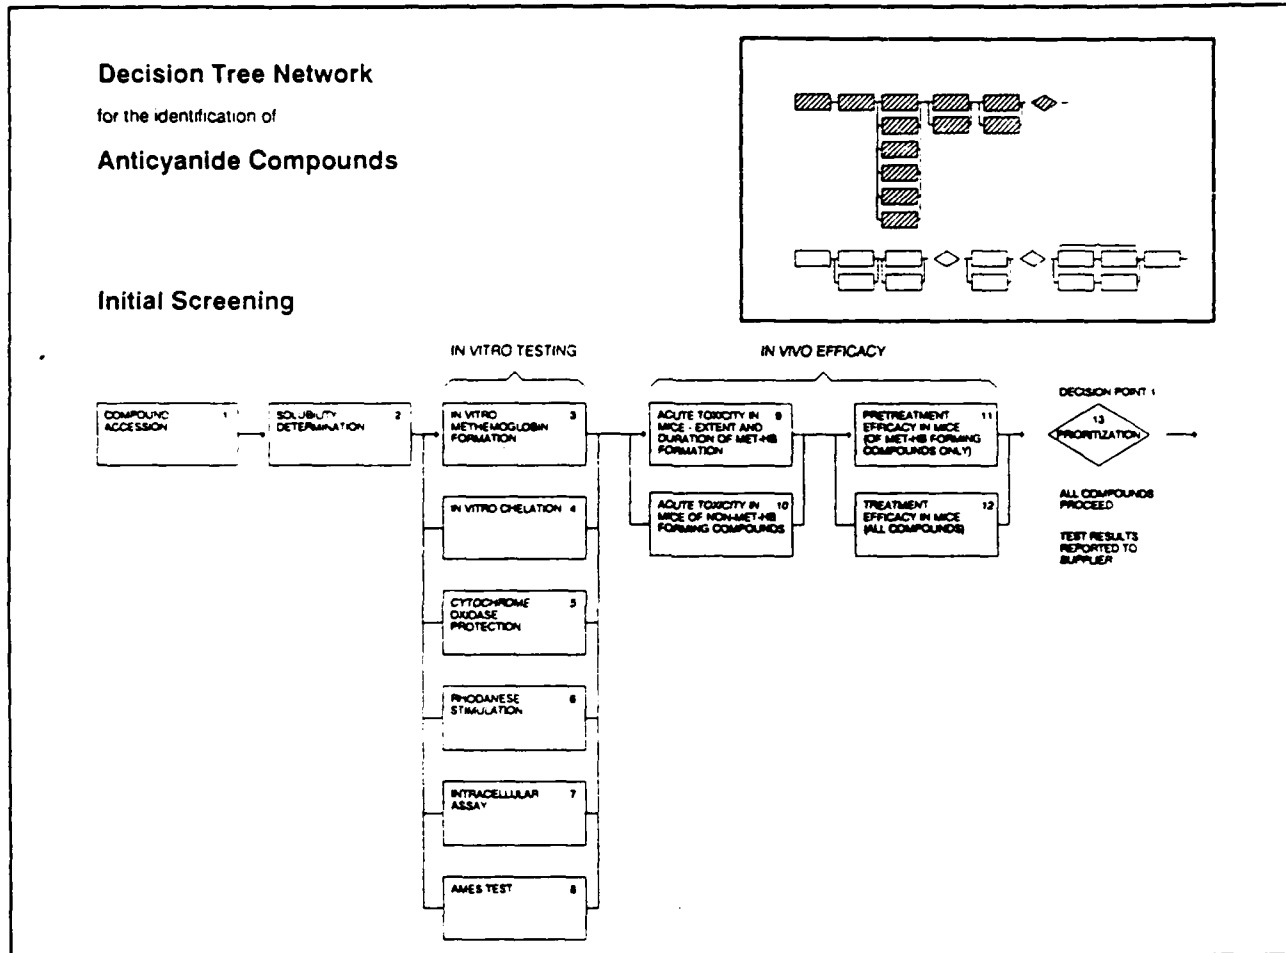 Decision Tree Network
for the identification of
Anticyanide Compounds
Initial Screening
IN VITRO TESTING
IN VIVO EFFICACY
COMPOUND 1
ACCESSION
SOLUBILITY 2
DETERMINATION
IN VITRO 3
METHEMOGLOBIN
FORMATION
IN VITRO CHELATION 4
CYTOCHROME 5
OXIDASE
PROTECTION
RHODANESE 6
STIMULATION
INTRACELLULAR 7
ASSAY
AMES TEST 8
ACUTE TOXICITY IN 9
MICE - EXTENT AND
DURATION OF MET-HB
FORMATION
ACUTE TOXICITY IN 10
MICE OF NON-MET-HB
FORMING COMPOUNDS
PRETREATMENT 11
EFFICACY IN MICE
(OF MET-HB FORMING
COMPOUNDS ONLY)
TREATMENT 12
EFFICACY IN MICE
(ALL COMPOUNDS)
DECISION POINT 1
13
PRIORITIZATION
ALL COMPOUNDS
PROCEED
TEST RESULTS
REPORTED TO
SUPPLIER